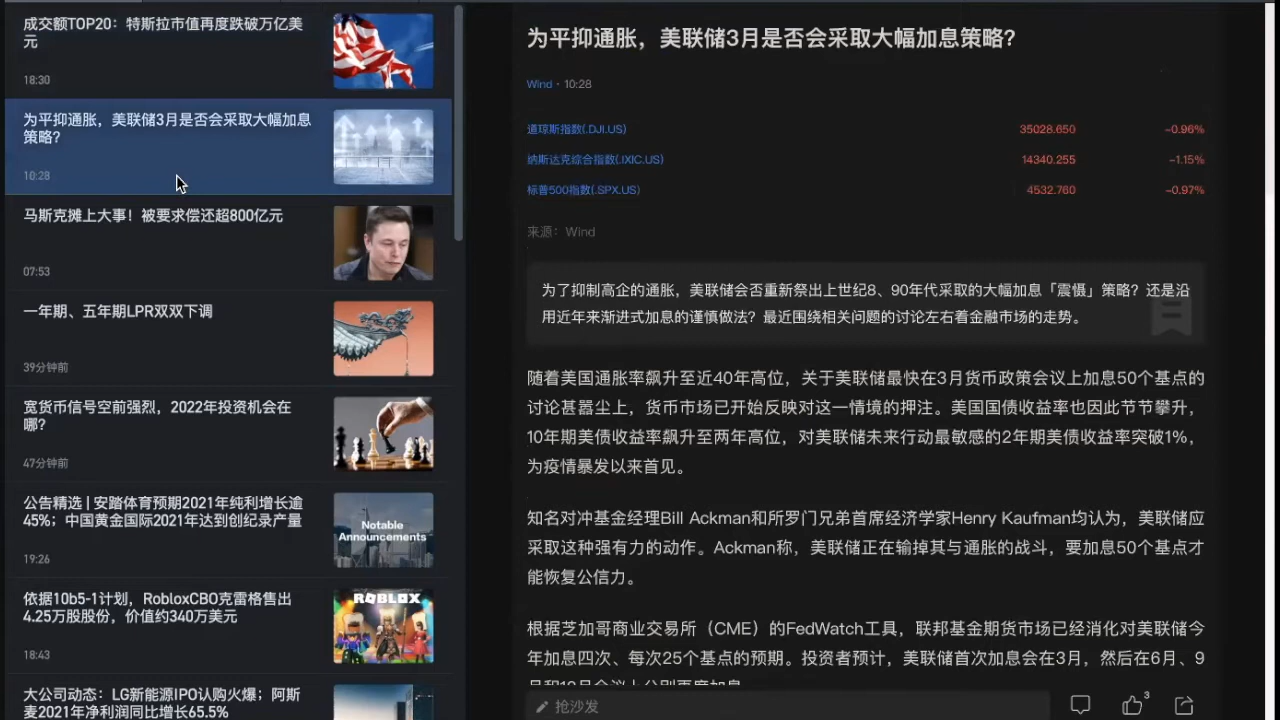 成交额TOP20：特斯拉市值再度跌破万亿美
元
18:30
为平抑通胀，美联储3月是否会采取大幅加息
策略？
10:28
马斯克摊上大事！被要求偿还超800亿元
07:53
一年期、五年期LPR双双下调
39分钟前
宽货币信号空前强烈，2022年投资机会在
哪？
47分钟前
公告精选 | 安踏体育预期2021年纯利增长逾
45%；中国黄金国际2021年达到创纪录产量
19:26
Notable
Announcements
依据10b5-1计划，RobloxCBO克雷格售出
4.25万股股份，价值约340万美元
18:43
ROBLOX
大公司动态：LG新能源IPO认购火爆；阿斯
麦2021年净利润同比增长65.5%
为平抑通胀，美联储3月是否会采取大幅加息策略？
Wind · 10:28
道琼斯指数(.DJI.US) 35028.650 -0.96%
纳斯达克综合指数(.IXIC.US) 14340.255 -1.15%
标普500指数(.SPX.US) 4532.760 -0.97%
来源：Wind
为了抑制高企的通胀，美联储会否重新祭出上世纪8、90年代采取的大幅加息「震慑」策略？还是沿
用近年来渐进式加息的谨慎做法？最近围绕相关问题的讨论左右着金融市场的走势。
随着美国通胀率飙升至近40年高位，关于美联储最快在3月货币政策会议上加息50个基点的
讨论甚嚣尘上，货币市场已开始反映对这一情境的押注。美国国债收益率也因此节节攀升，
10年期美债收益率飙升至两年高位，对美联储未来行动最敏感的2年期美债收益率突破1%，
为疫情暴发以来首见。
知名对冲基金经理Bill Ackman和所罗门兄弟首席经济学家Henry Kaufman均认为，美联储应
采取这种强有力的动作。Ackman称，美联储正在输掉其与通胀的战斗，要加息50个基点才
能恢复公信力。
根据芝加哥商业交易所（CME）的FedWatch工具，联邦基金期货市场已经消化对美联储今
年加息四次、每次25个基点的预期。投资者预计，美联储首次加息会在3月，然后在6月、9
月和12月会议上分别再度加息
抢沙发
3